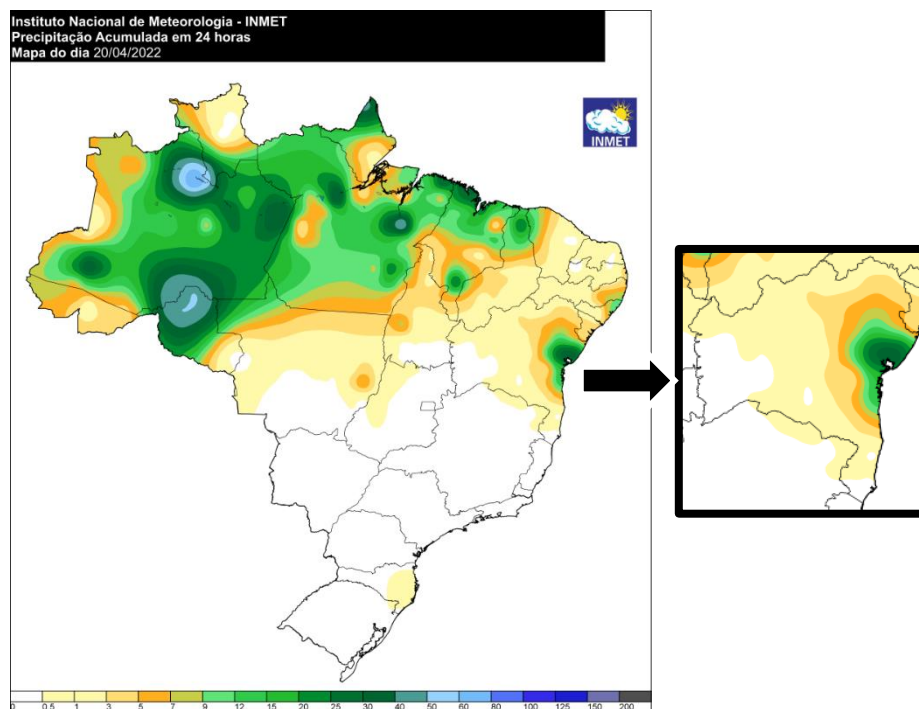 Instituto Nacional de Meteorologia - INMET
Precipitação Acumulada em 24 horas
Mapa do dia 20/04/2022
INMET
0 0.5 1 3 5 7 9 12 15 20 25 30 40 50 60 80 100 125 150 200